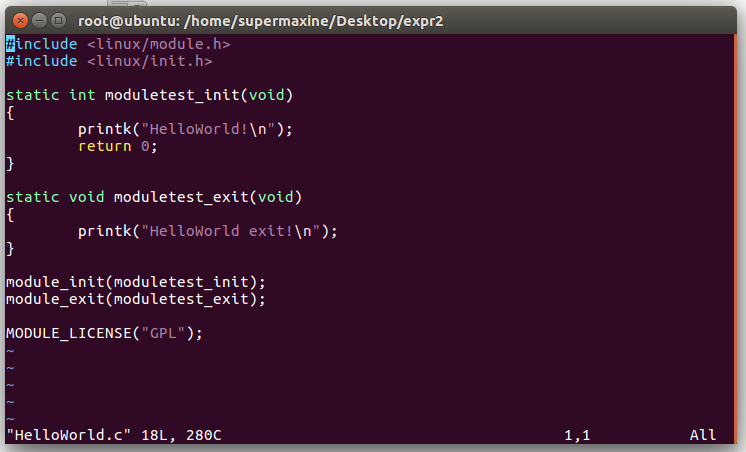 root@ubuntu: /home/supermaxine/Desktop/expr2
#include <linux/module.h>
#include <linux/init.h>

static int moduletest_init(void)
{
        printk("HelloWorld!\n");
        return 0;
}

static void moduletest_exit(void)
{
        printk("HelloWorld exit!\n");
}

module_init(moduletest_init);
module_exit(moduletest_exit);

MODULE_LICENSE("GPL");
~
~
~
~
~
"HelloWorld.c" 18L, 280C 1,1 All